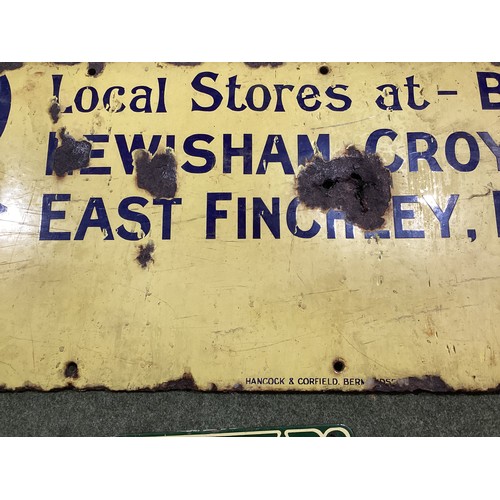 Local Stores at - B
LEWISHAM, CROY
EAST FINCHLEY,
HANCOCK & CORFIELD,